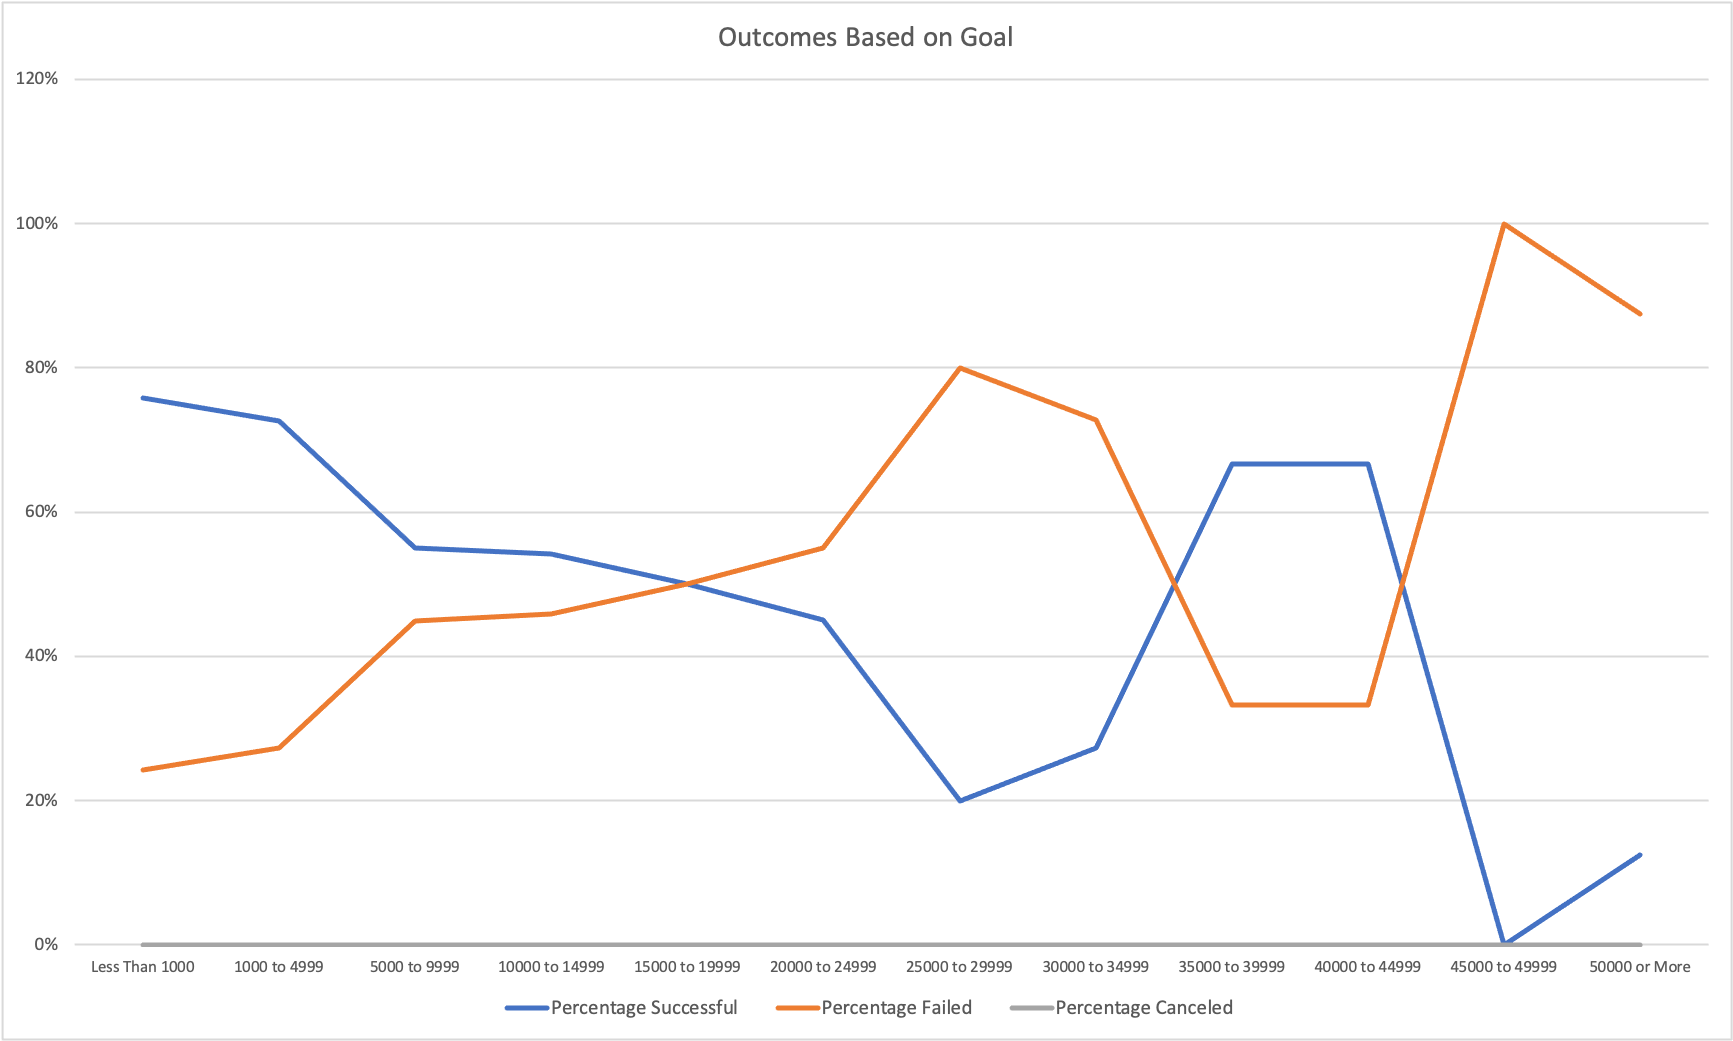 Outcomes Based on Goal
120%
100%
80%
60%
40%
20%
0%
Less Than 1000 1000 to 4999 5000 to 9999 10000 to 14999 15000 to 19999 20000 to 24999 25000 to 29999 30000 to 34999 35000 to 39999 40000 to 44999 45000 to 49999 50000 or More
Percentage Successful Percentage Failed Percentage Canceled